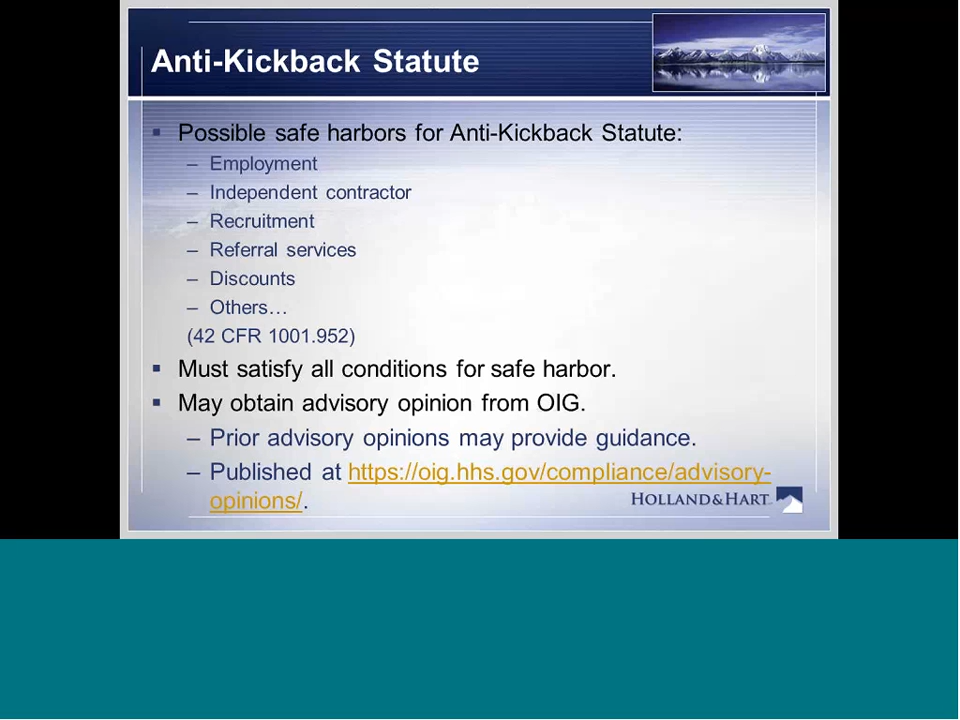 Anti-Kickback Statute
▪ Possible safe harbors for Anti-Kickback Statute:
– Employment
– Independent contractor
– Recruitment
– Referral services
– Discounts
– Others…
(42 CFR 1001.952)
▪ Must satisfy all conditions for safe harbor.
▪ May obtain advisory opinion from OIG.
– Prior advisory opinions may provide guidance.
– Published at https://oig.hhs.gov/compliance/advisory-
opinions/.
HOLLAND&HART